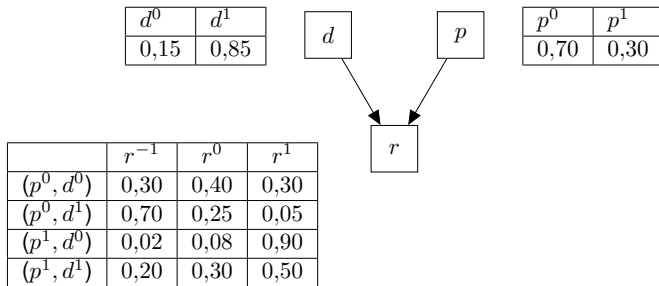 d⁰ d¹
0,15 0,85
d
p
p⁰ p¹
0,70 0,30
r
r⁻¹ r⁰ r¹
(p⁰, d⁰) 0,30 0,40 0,30
(p⁰, d¹) 0,70 0,25 0,05
(p¹, d⁰) 0,02 0,08 0,90
(p¹, d¹) 0,20 0,30 0,50